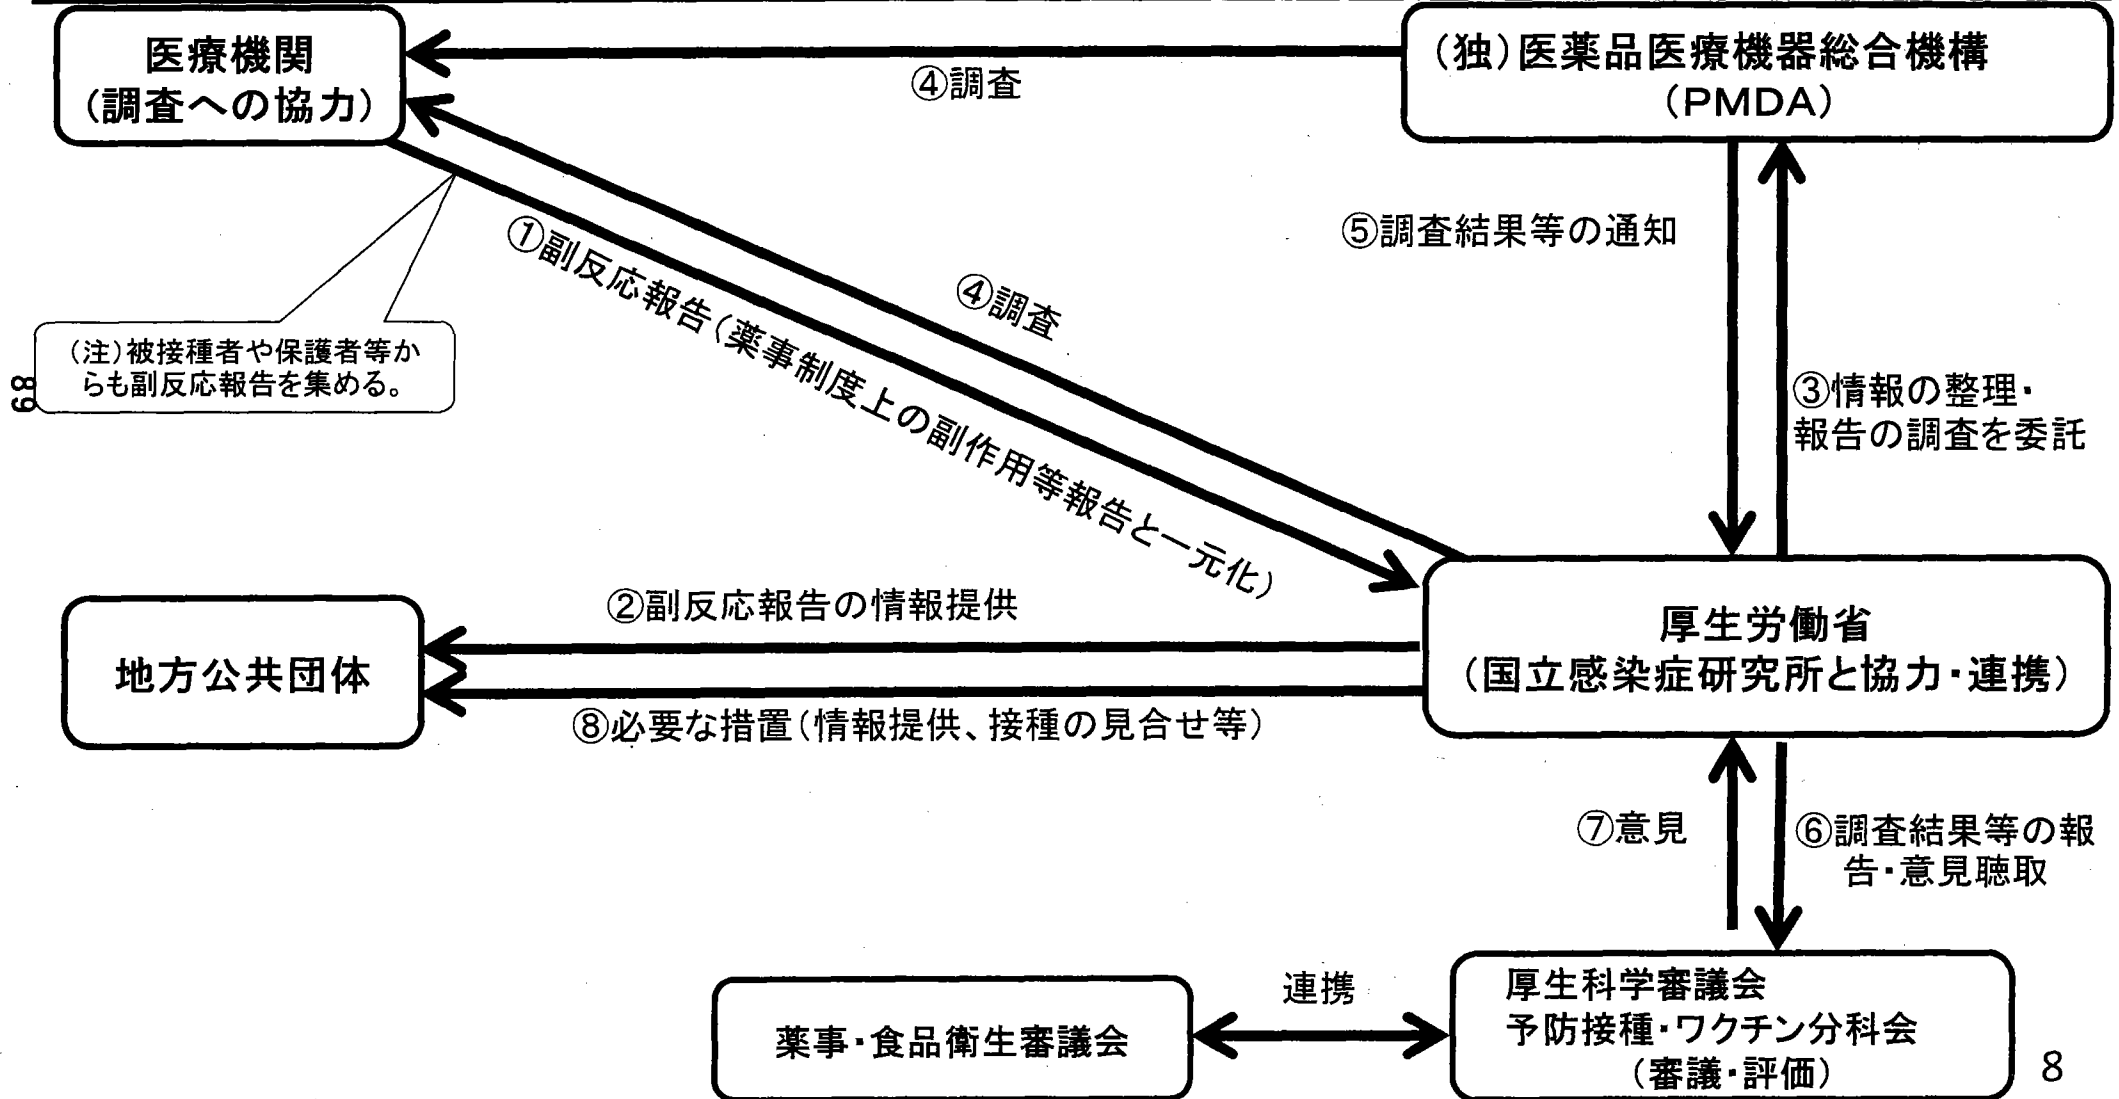 医療機関
(調査への協力)
(独)医薬品医療機器総合機構
(PMDA)
④調査
①副反応報告(薬事制度上の副作用等報告と一元化)
④調査
⑤調査結果等の通知
③情報の整理・
報告の調査を委託
(注)被接種者や保護者等か
らも副反応報告を集める。
89
②副反応報告の情報提供
地方公共団体
厚生労働省
(国立感染症研究所と協力・連携)
⑧必要な措置(情報提供、接種の見合せ等)
⑦意見
⑥調査結果等の報
告・意見聴取
薬事・食品衛生審議会
連携
厚生科学審議会
予防接種・ワクチン分科会
(審議・評価)
8